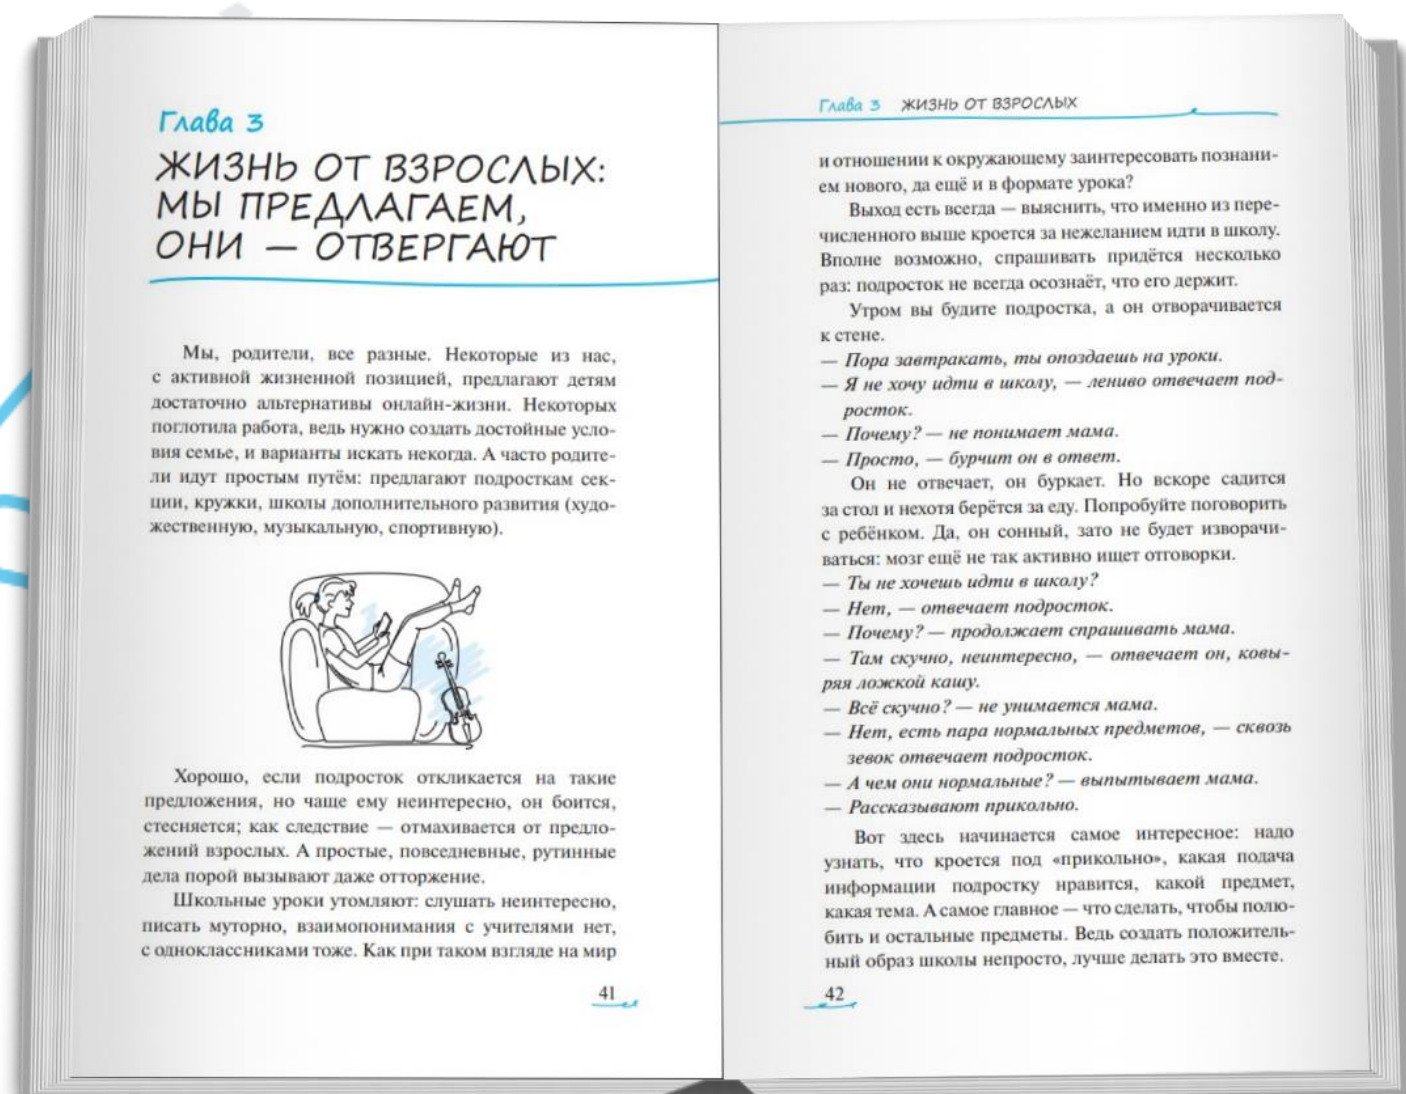 Глава 3
ЖИЗНЬ ОТ ВЗРОСЛЫХ:
МЫ ПРЕДЛАГАЕМ,
ОНИ — ОТВЕРГАЮТ
Мы, родители, все разные. Некоторые из нас,
с активной жизненной позицией, предлагают детям
достаточно альтернативы онлайн-жизни. Некоторых
поглотила работа, ведь нужно создать достойные усло-
вия семье, и варианты искать некогда. А часто родите-
ли идут простым путём: предлагают подросткам сек-
ции, кружки, школы дополнительного развития (худо-
жественную, музыкальную, спортивную).
Хорошо, если подросток откликается на такие
предложения, но чаще ему неинтересно, он боится,
стесняется; как следствие — отмахивается от предло-
жений взрослых. А простые, повседневные, рутинные
дела порой вызывают даже отторжение.
Школьные уроки утомляют: слушать неинтересно,
писать муторно, взаимопонимания с учителями нет,
с одноклассниками тоже. Как при таком взгляде на мир
41
Глава 3 ЖИЗНЬ ОТ ВЗРОСЛЫХ
и отношении к окружающему заинтересовать познани-
ем нового, да ещё и в формате урока?
Выход есть всегда — выяснить, что именно из пере-
численного выше кроется за нежеланием идти в школу.
Вполне возможно, спрашивать придётся несколько
раз: подросток не всегда осознаёт, что его держит.
Утром вы будите подростка, а он отворачивается
к стене.
— Пора завтракать, ты опоздаешь на уроки.
— Я не хочу идти в школу, — лениво отвечает под-
росток.
— Почему? — не понимает мама.
— Просто, — бурчит он в ответ.
Он не отвечает, он буркает. Но вскоре садится
за стол и нехотя берётся за еду. Попробуйте поговорить
с ребёнком. Да, он сонный, зато не будет изворачи-
ваться: мозг ещё не так активно ищет отговорки.
— Ты не хочешь идти в школу?
— Нет, — отвечает подросток.
— Почему? — продолжает спрашивать мама.
— Там скучно, неинтересно, — отвечает он, ковы-
ряя ложкой кашу.
— Всё скучно? — не унимается мама.
— Нет, есть пара нормальных предметов, — сквозь
зевок отвечает подросток.
— А чем они нормальные? — выпытывает мама.
— Рассказывают прикольно.
Вот здесь начинается самое интересное: надо
узнать, что кроется под «прикольно», какая подача
информации подростку нравится, какой предмет,
какая тема. А самое главное — что сделать, чтобы полю-
бить и остальные предметы. Ведь создать положитель-
ный образ школы непросто, лучше делать это вместе.
42